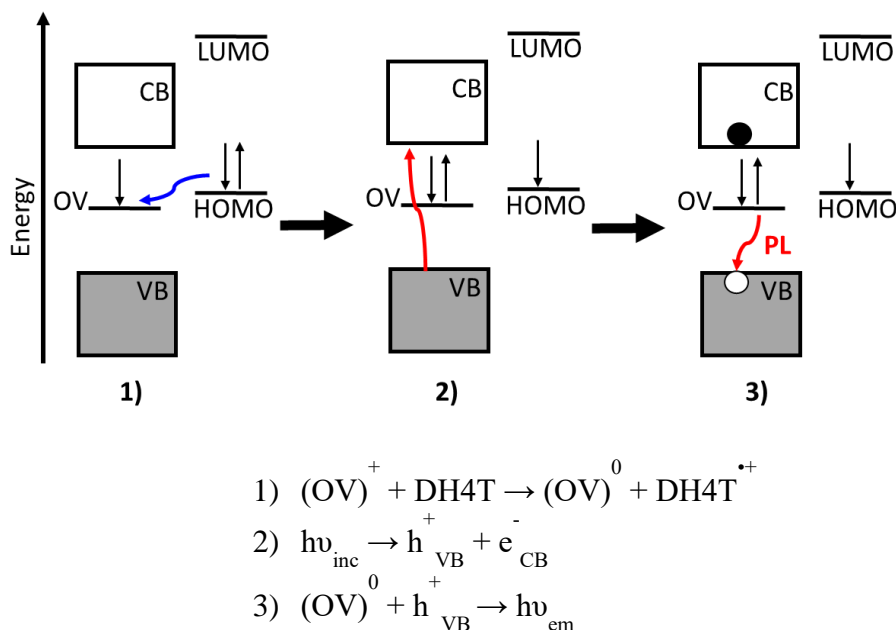 Energy
LUMO
CB
OV
HOMO
VB
1)
LUMO
CB
OV
HOMO
VB
2)
LUMO
CB
OV
HOMO
PL
VB
3)
1) (OV)⁺ + DH4T → (OV)⁰ + DH4T•⁺
2) hυinc → h⁺VB + e⁻CB
3) (OV)⁰ + h⁺VB → hυem